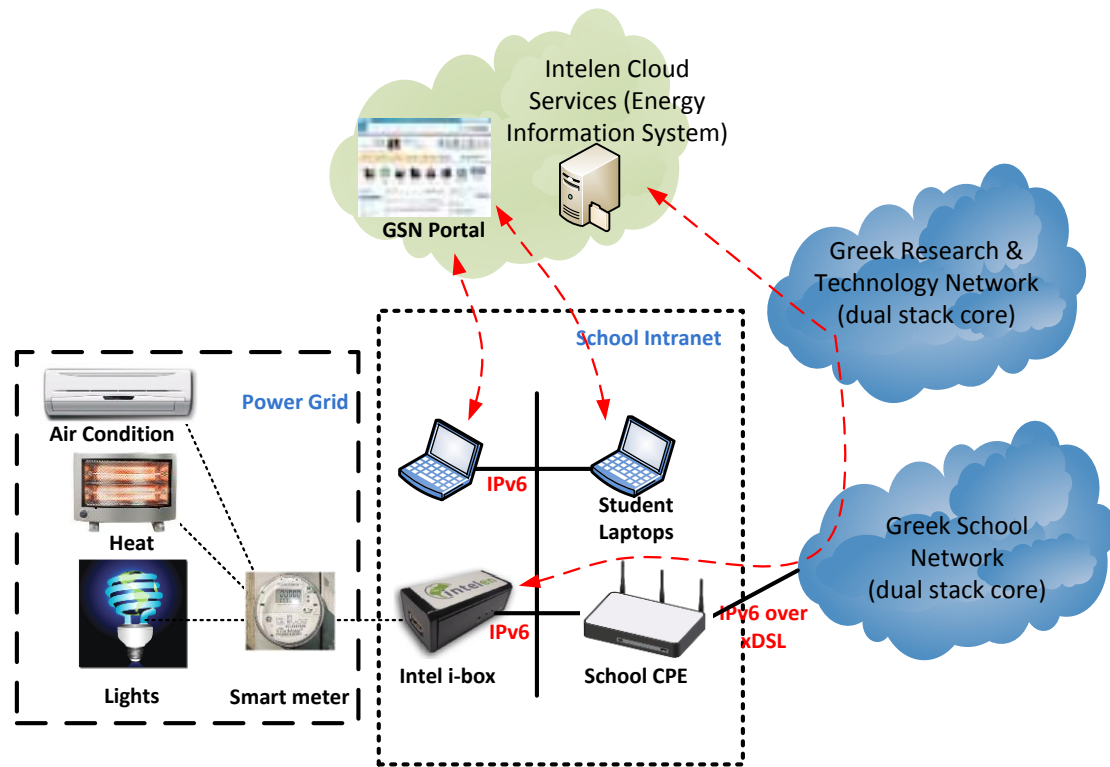 Intelen Cloud
Services (Energy
Information System)
GSN Portal
Greek Research &
Technology Network
(dual stack core)
School Intranet
Power Grid
Air Condition
IPv6
Student
Laptops
Heat
Greek School
Network
(dual stack core)
intelen
IPv6
IPv6 over
xDSL
Lights
Smart meter
Intel i-box
School CPE